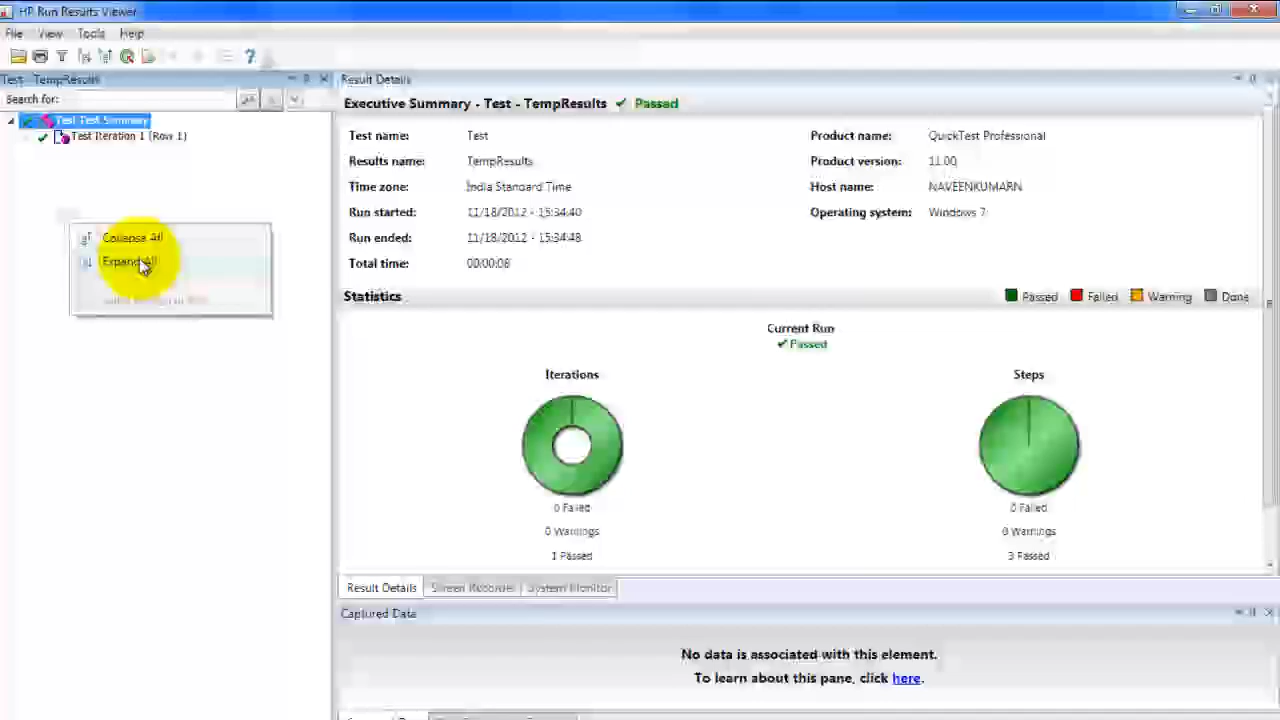 HP Run Results Viewer
File View Tools Help
Test - TempResults
Search for:
Test Test Summary
Test Iteration 1 (Row 1)
Collapse All
Expand All
Result Details
Executive Summary - Test - TempResults ✓ Passed
Test name: Test
Product name: QuickTest Professional
Results name: TempResults
Product version: 11.00
Time zone: India Standard Time
Host name: NAVEENKUMARN
Run started: 11/18/2012 - 15:34:40
Operating system: Windows 7
Run ended: 11/18/2012 - 15:34:48
Total time: 00:00:08
Statistics
Passed Failed Warning Done
Current Run
✓ Passed
Iterations
0 Failed
0 Warnings
1 Passed
Steps
0 Failed
0 Warnings
3 Passed
Result Details Screen Recorder System Monitor
Captured Data
No data is associated with this element.
To learn about this pane, click here.